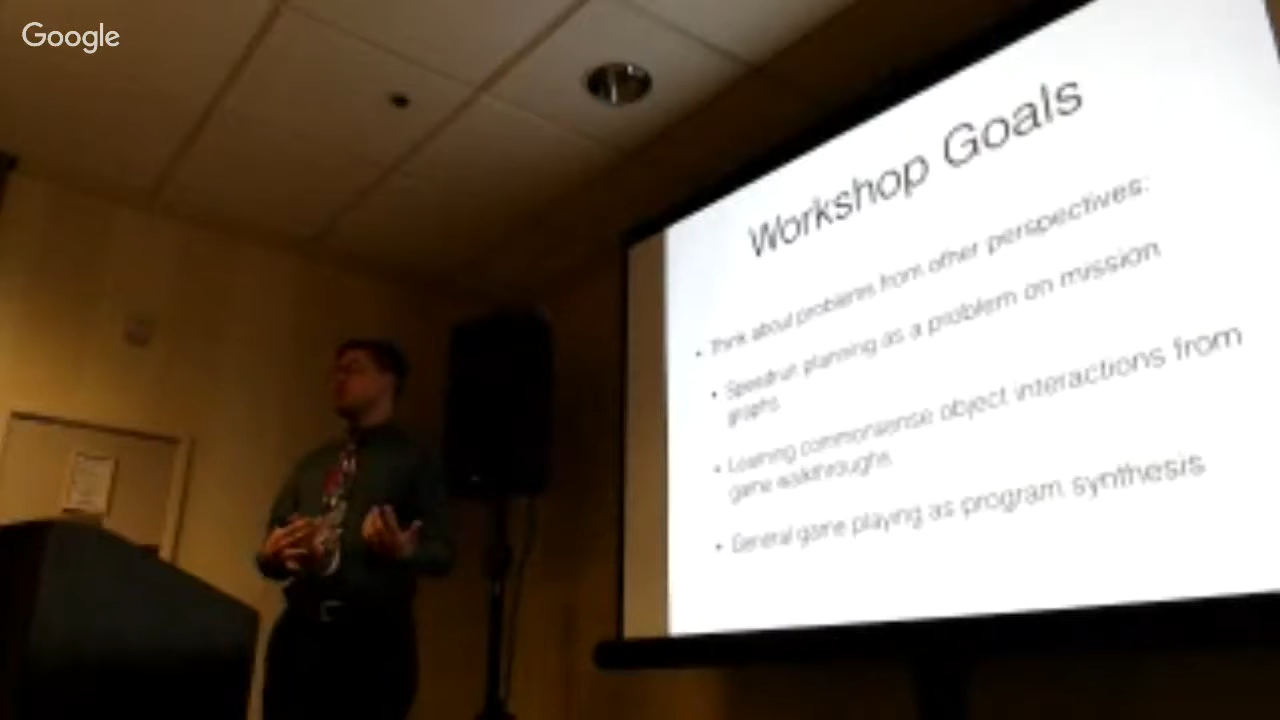 Google
Workshop Goals
• Think about problems from other perspectives:
• Speedrun planning as a problem on mission
graphs
• Learning commonsense object interactions from
game walkthroughs
• General game playing as program synthesis